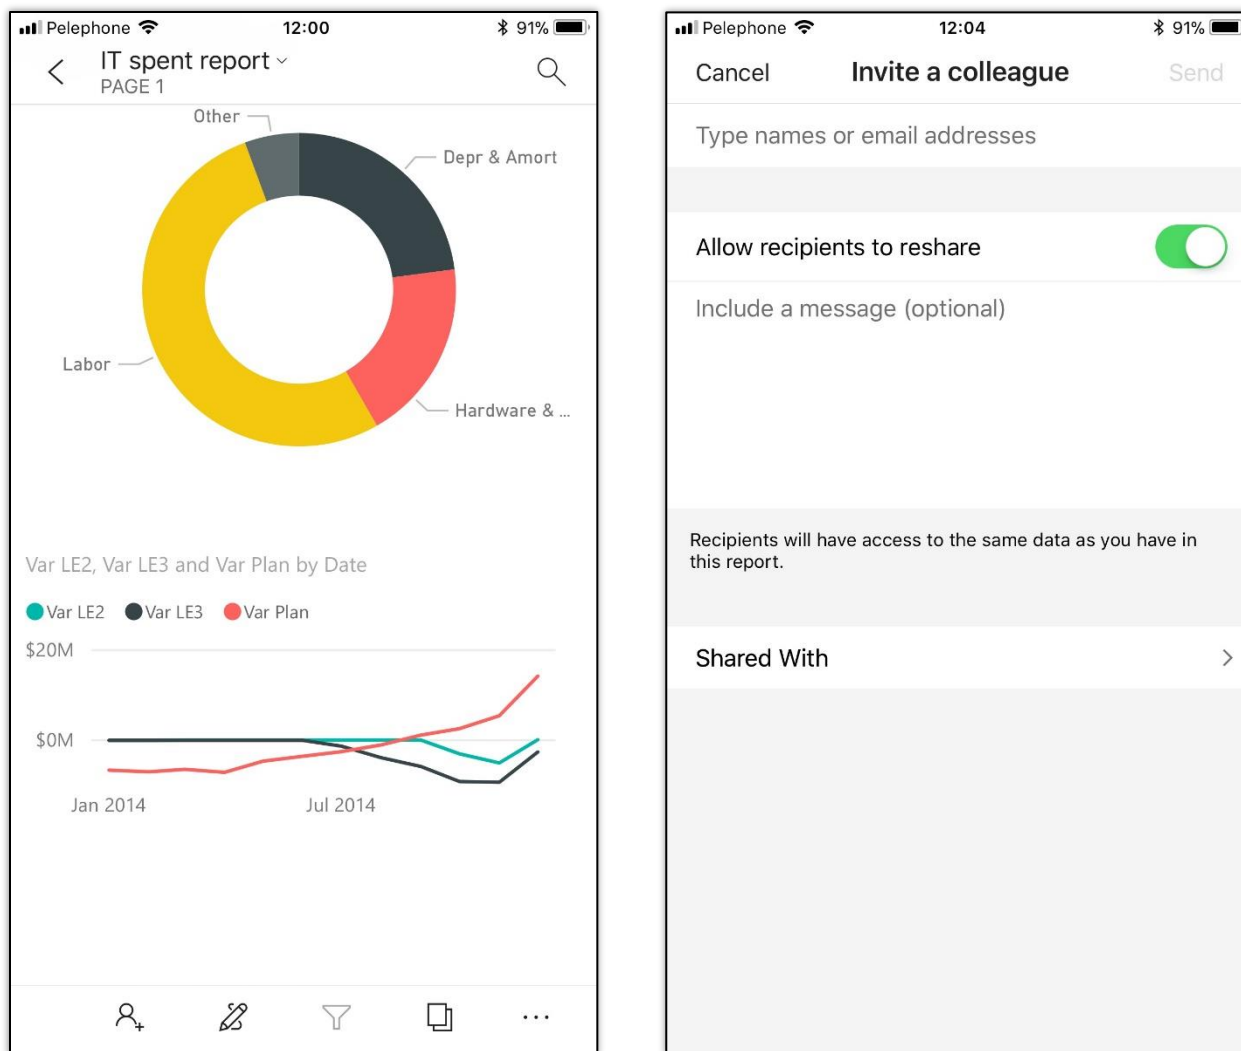 Pelephone 12:00 91%
IT spent report
PAGE 1
Other
Depr & Amort
Labor
Hardware & ...
Var LE2, Var LE3 and Var Plan by Date
Var LE2 Var LE3 Var Plan
$20M
$0M
Jan 2014 Jul 2014
Pelephone 12:04 91%
Cancel Invite a colleague Send
Type names or email addresses
Allow recipients to reshare
Include a message (optional)
Recipients will have access to the same data as you have in
this report.
Shared With